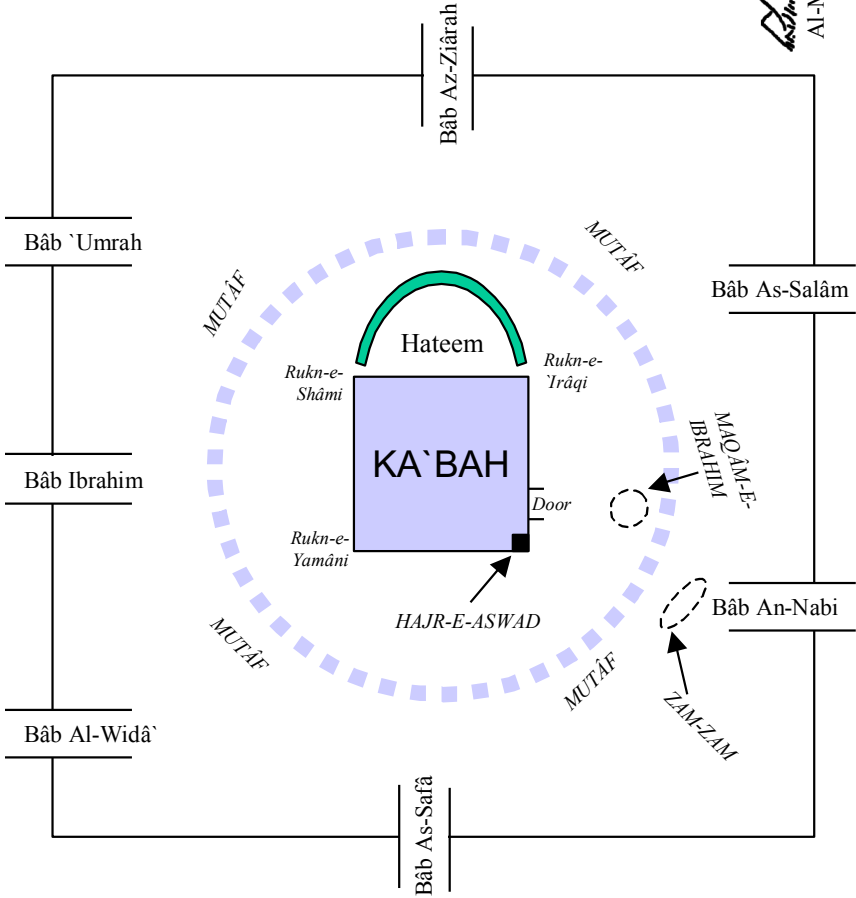 Al-M
Bâb Az-Ziârah
MUTÂF
Bâb `Umrah
MUTÂF
Bâb As-Salâm
Hateem
Rukn-e-
Shâmi
Rukn-e-
`Irâqi
MAQÂM-E-
IBRAHIM
KA`BAH
Bâb Ibrahim
Door
Rukn-e-
Yamâni
HAJR-E-ASWAD
Bâb An-Nabi
MUTÂF
MUTÂF
ZAM-ZAM
Bâb Al-Widâ`
Bâb As-Safâ